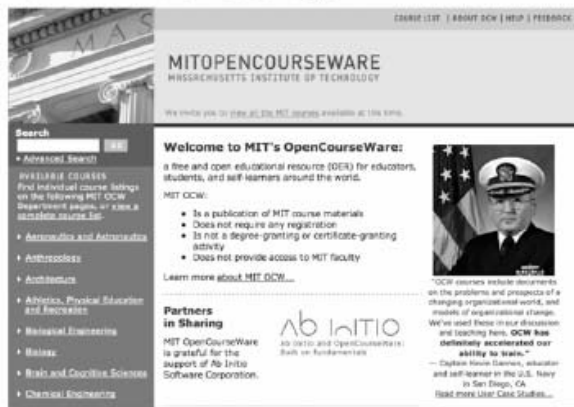 COURSE LIST | ABOUT OCW | HELP | FEEDBACK
MAS
MITOPENCOURSEWARE
MASSACHUSETTS INSTITUTE OF TECHNOLOGY
We invite you to view all the MIT courses available at this time.
Search
GO
Advanced Search
AVAILABLE COURSES
Find individual course listings
on the following MIT OCW
Department pages, or view a
complete course list.
Aeronautics and Astronautics
Anthropology
Architecture
Athletics, Physical Education
and Recreation
Biological Engineering
Biology
Brain and Cognitive Sciences
Chemical Engineering
Welcome to MIT's OpenCourseWare:
a free and open educational resource (OER) for educators,
students, and self-learners around the world.
MIT OCW:
• Is a publication of MIT course materials
• Does not require any registration
• Is not a degree-granting or certificate-granting
activity
• Does not provide access to MIT faculty
Learn more about MIT OCW...
Partners
in Sharing
MIT OpenCourseWare
is grateful for the
support of Ab Initio
Software Corporation.
Ab Initio
Ab Initio and OpenCourseWare:
Built on fundamentals
"OCW courses include documents
on the problems and prospects of a
changing organizational world, and
models of organizational change.
We've used these in our discussion
and teaching here. OCW has
definitely accelerated our
ability to train."
— Captain Kevin Gannon, educator
and self-learner in the U.S. Navy
in San Diego, CA
Read more User Case Studies...